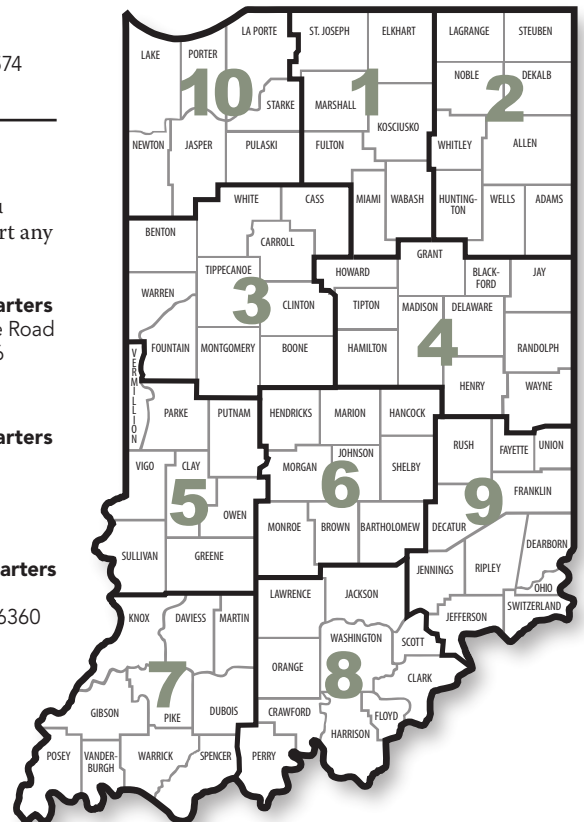 574
u
rt any
arters
e Road
6
arters
arters
6360
LAKE
PORTER
LA PORTE
ST. JOSEPH
ELKHART
LAGRANGE
STEUBEN
10
STARKE
1
MARSHALL
KOSCIUSKO
NOBLE
DEKALB
2
NEWTON
JASPER
PULASKI
FULTON
WHITLEY
ALLEN
MIAMI
WABASH
HUNTING-
TON
WELLS
ADAMS
WHITE
CASS
BENTON
CARROLL
GRANT
TIPPECANOE
HOWARD
BLACK-
FORD
JAY
WARREN
3
CLINTON
TIPTON
MADISON
DELAWARE
4
FOUNTAIN
MONTGOMERY
BOONE
HAMILTON
RANDOLPH
HENRY
WAYNE
VERMILLION
PARKE
PUTNAM
HENDRICKS
MARION
HANCOCK
RUSH
FAYETTE
UNION
VIGO
CLAY
MORGAN
JOHNSON
SHELBY
5
6
9
FRANKLIN
OWEN
MONROE
BROWN
BARTHOLOMEW
DECATUR
DEARBORN
SULLIVAN
GREENE
JENNINGS
RIPLEY
OHIO
SWITZERLAND
LAWRENCE
JACKSON
JEFFERSON
KNOX
DAVIESS
MARTIN
WASHINGTON
SCOTT
ORANGE
8
CLARK
7
GIBSON
PIKE
DUBOIS
CRAWFORD
FLOYD
HARRISON
POSEY
VANDER-
BURGH
WARRICK
SPENCER
PERRY